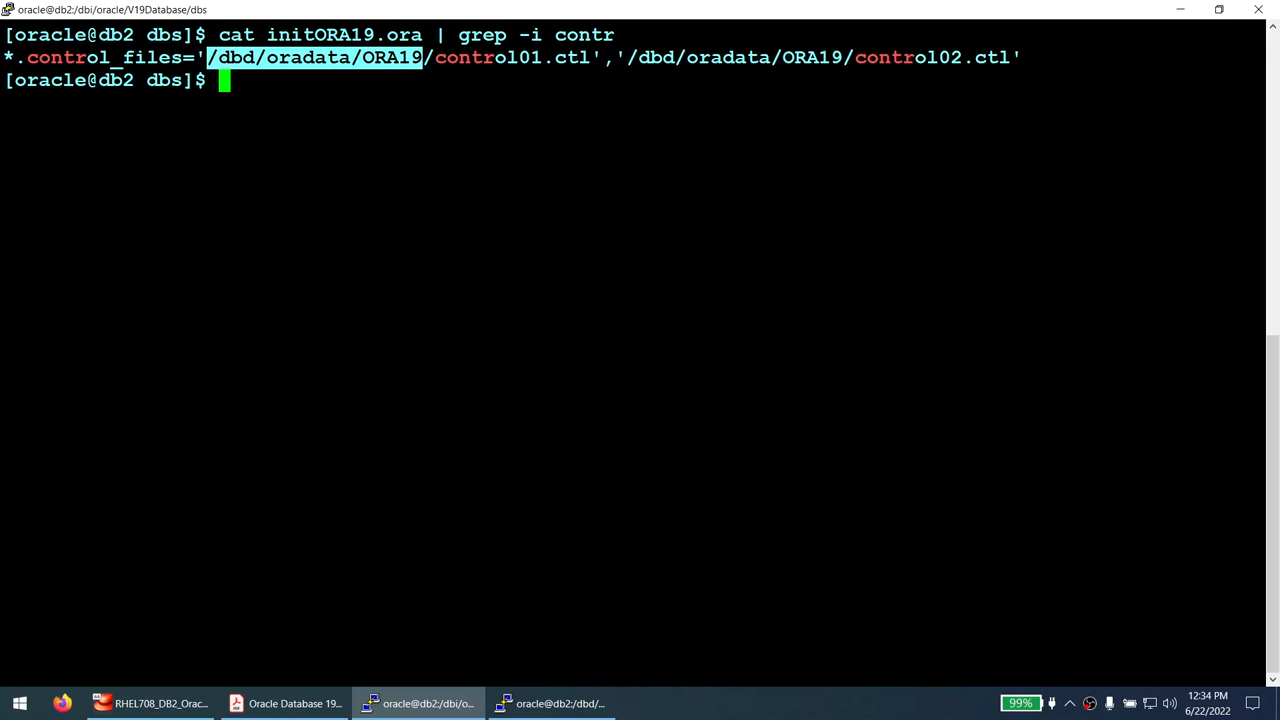 oracle@db2:/dbi/oracle/V19Database/dbs
[oracle@db2 dbs]$ cat initORA19.ora | grep -i contr
*.control_files='/dbd/oradata/ORA19/control01.ctl','/dbd/oradata/ORA19/control02.ctl'
[oracle@db2 dbs]$
RHEL708_DB2_Orac...
Oracle Database 19...
oracle@db2:/dbi/o...
oracle@db2:/dbd/...
99%
12:34 PM
6/22/2022